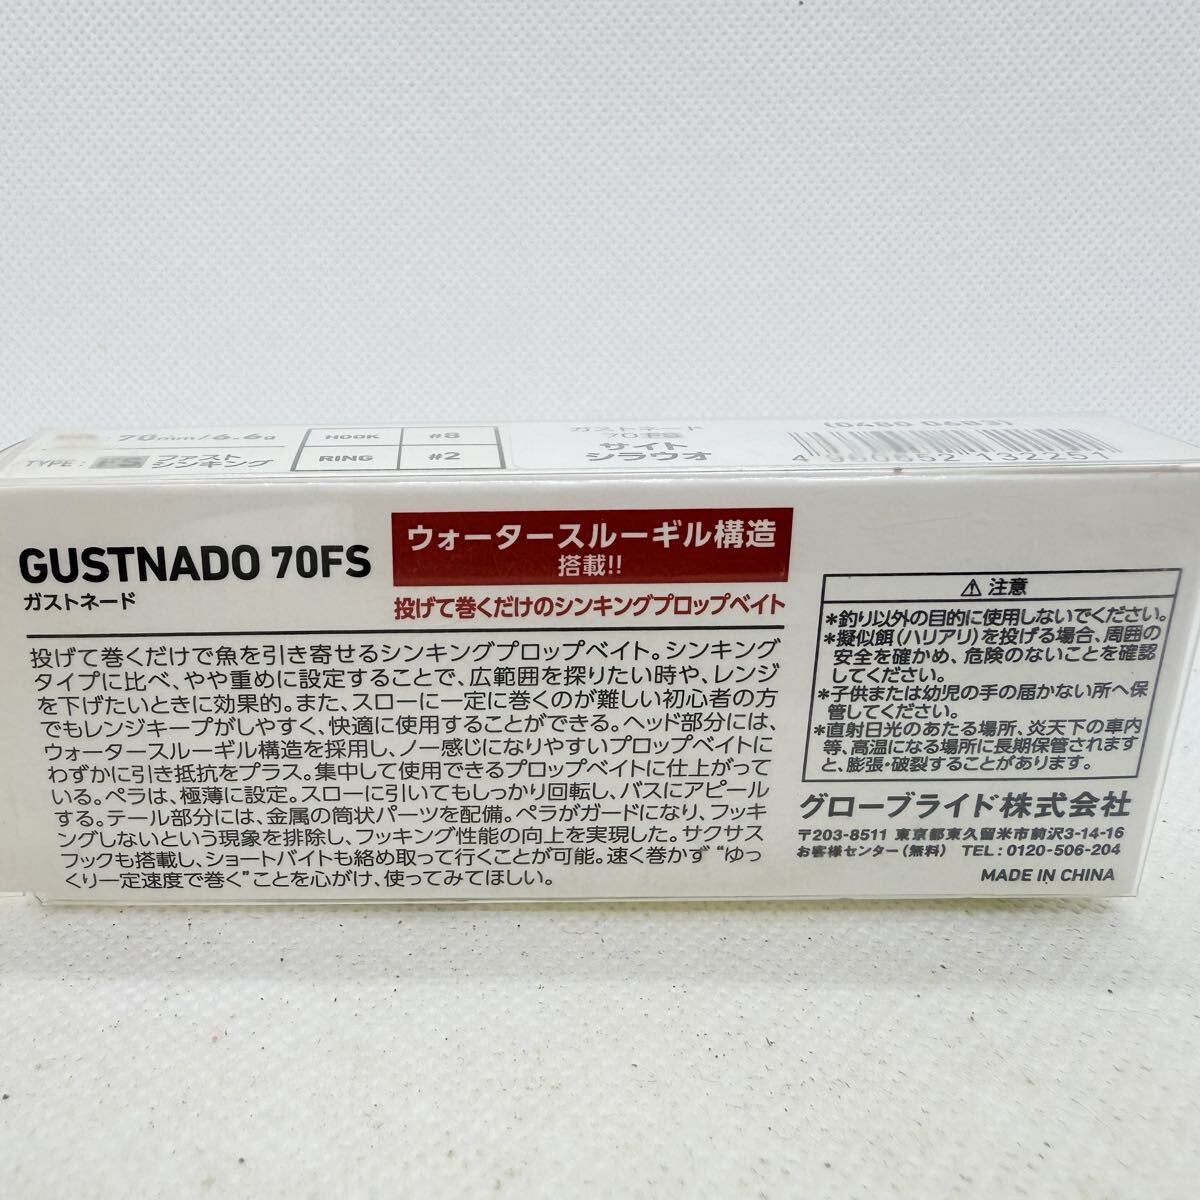 :70mm/6.6g
TYPE: FS ファスト
シンキング
HOOK #8
RING #2
ガストネード
70 FS
サイト
シラウオ
(0480 0683)
132251
GUSTNADO 70FS
ガストネード
ウォータースルーギル構造
搭載!!
投げて巻くだけのシンキングプロップベイト
投げて巻くだけで魚を引き寄せるシンキングプロップベイト。シンキング
タイプに比べ、やや重めに設定することで、広範囲を探りたい時や、レンジ
を下げたいときに効果的。また、スローに一定に巻くのが難しい初心者の方
でもレンジキープがしやすく、快適に使用することができる。ヘッド部分には、
ウォータースルーギル構造を採用し、ノー感じになりやすいプロップベイトに
わずかに引き抵抗をプラス。集中して使用できるプロップベイトに仕上がって
いる。ペラは、極薄に設定。スローに引いてもしっかり回転し、バスにアピール
する。テール部分には、金属の筒状パーツを配備。ペラがガードになり、フッキ
ングしないという現象を排除し、フッキング性能の向上を実現した。サクサス
フックも搭載し、ショートバイトも絡め取って行くことが可能。速く巻かず“ゆっ
くり一定速度で巻く”ことを心がけ、使ってみてほしい。
⚠ 注意
*釣り以外の目的に使用しないでください。
*擬似餌(ハリアリ)を投げる場合、周囲の
安全を確かめ、危険のないことを確認
してください。
*子供または幼児の手の届かない所へ保
管してください。
*直射日光のあたる場所、炎天下の車内
等、高温になる場所に長期保管されます
と、膨張・破裂することがあります。
グローブライド株式会社
〒203-8511 東京都東久留米市前沢3-14-16
お客様センター(無料) TEL:0120-506-204
MADE IN CHINA